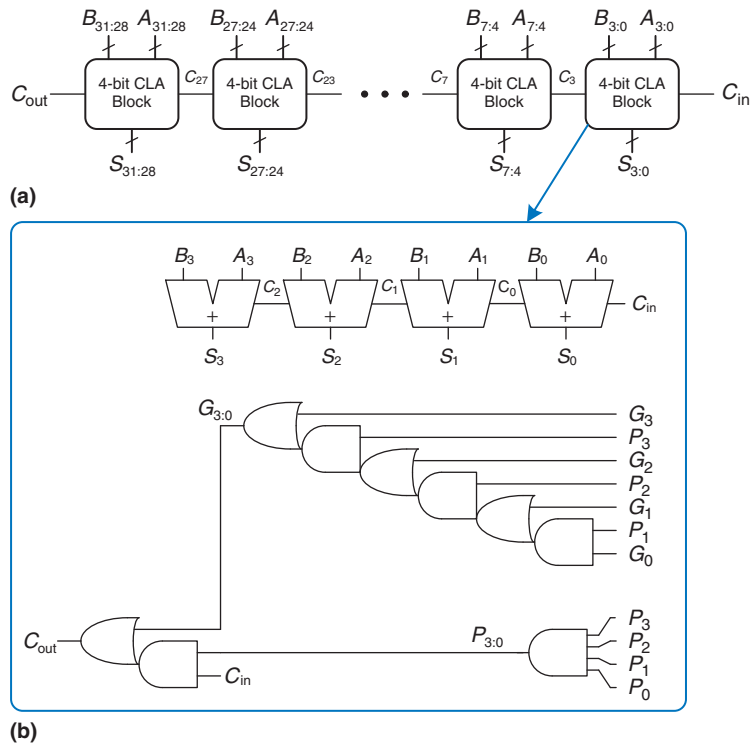 B31:28 A31:28 B27:24 A27:24 B7:4 A7:4 B3:0 A3:0
Cout 4-bit CLA Block C27 4-bit CLA Block C23 • • • C7 4-bit CLA Block C3 4-bit CLA Block Cin
S31:28 S27:24 S7:4 S3:0
(a)
B3 A3 B2 A2 B1 A1 B0 A0
C2 C1 C0
+ + + + Cin
S3 S2 S1 S0
G3:0 G3
P3
G2
P2
G1
P1
G0
Cout P3:0 P3
P2
P1
Cin P0
(b)